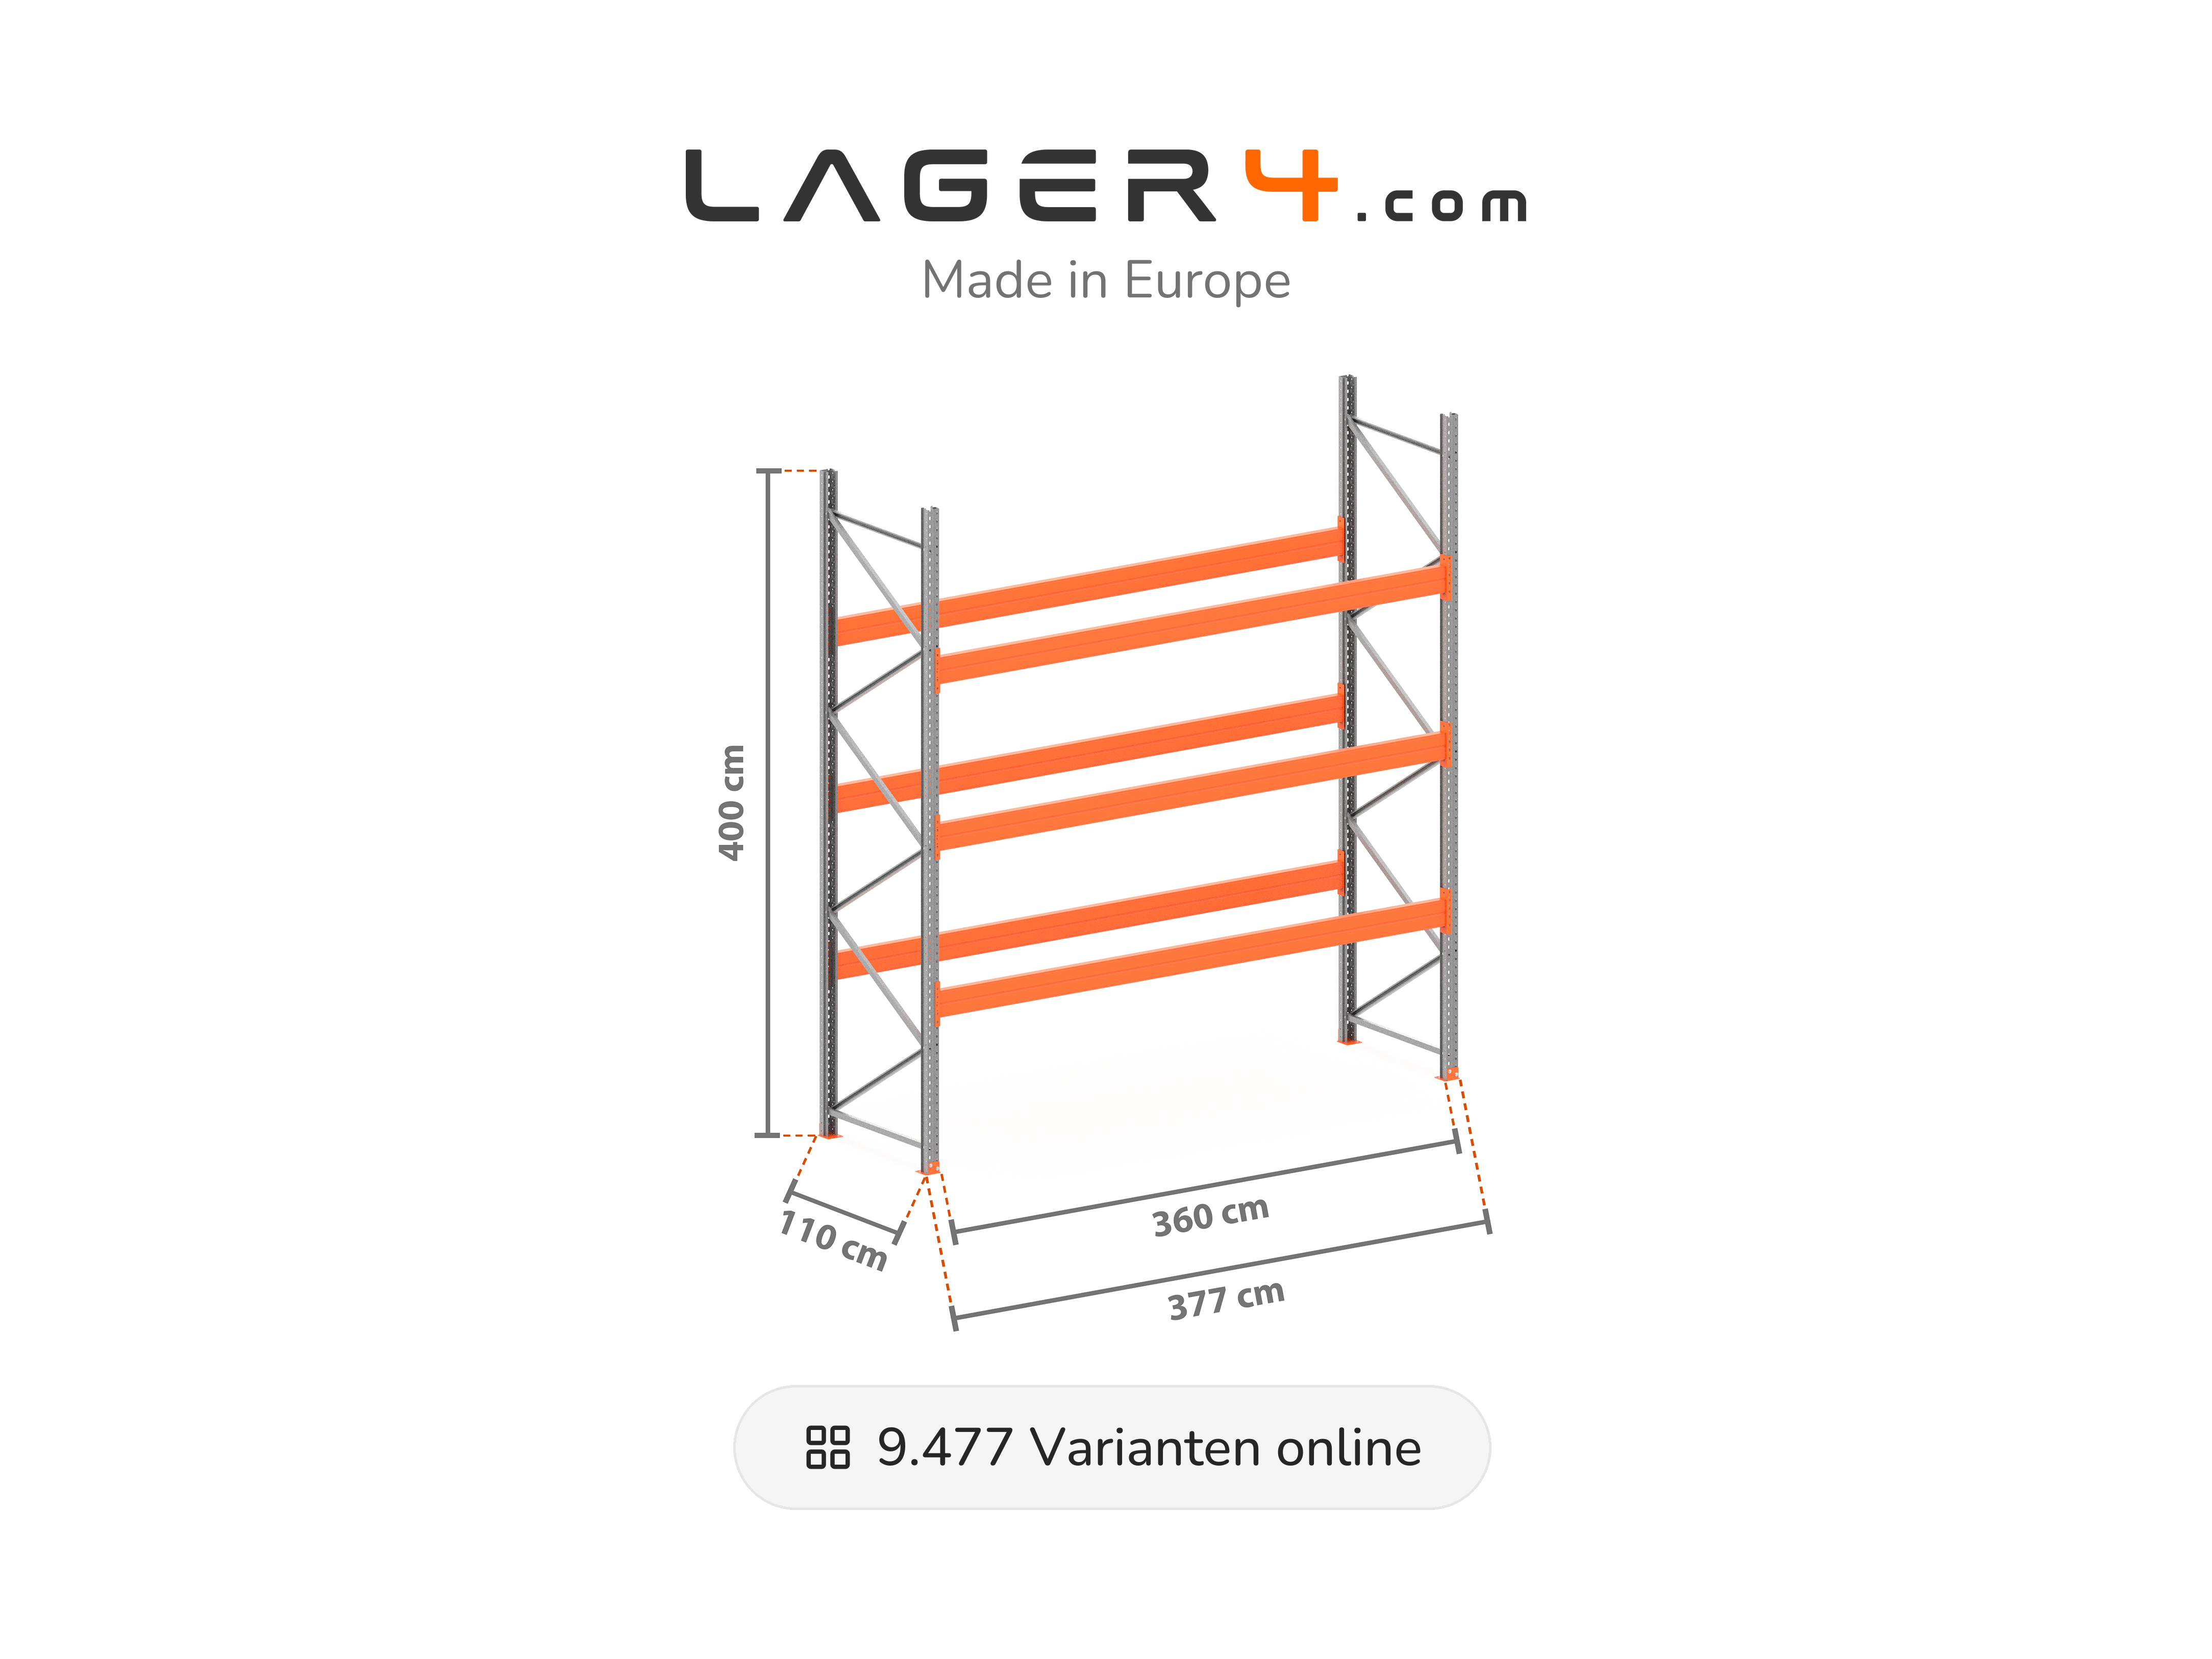 LAGER4.com
Made in Europe
400 cm
110 cm
360 cm
377 cm
9.477 Varianten online